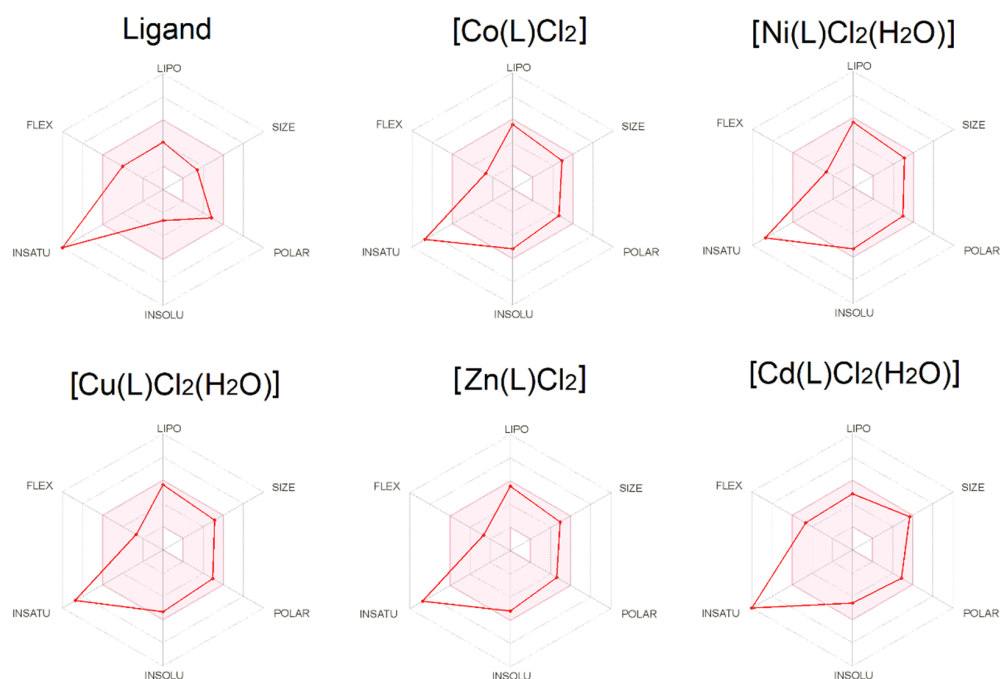 Ligand
[Co(L)Cl2]
[Ni(L)Cl2(H2O)]
LIPO
FLEX
SIZE
INSATU
POLAR
INSOLU
LIPO
FLEX
SIZE
INSATU
POLAR
INSOLU
LIPO
FLEX
SIZE
INSATU
POLAR
INSOLU
[Cu(L)Cl2(H2O)]
[Zn(L)Cl2]
[Cd(L)Cl2(H2O)]
LIPO
FLEX
SIZE
INSATU
POLAR
INSOLU
LIPO
FLEX
SIZE
INSATU
POLAR
INSOLU
LIPO
FLEX
SIZE
INSATU
POLAR
INSOLU